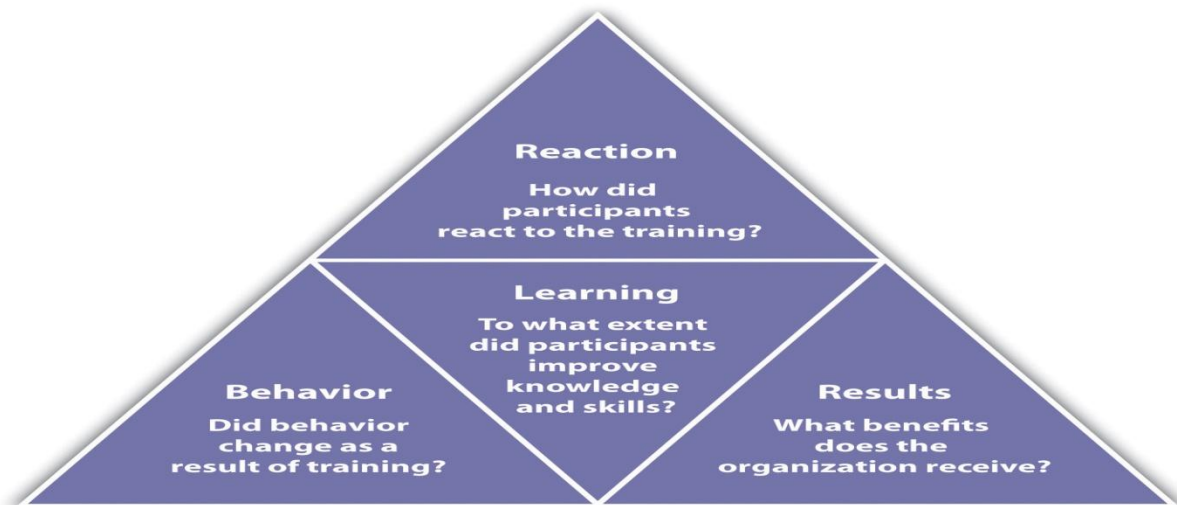 Reaction
How did
participants
react to the training?
Learning
To what extent
did participants
improve
knowledge
and skills?
Behavior
Did behavior
change as a
result of training?
Results
What benefits
does the
organization receive?